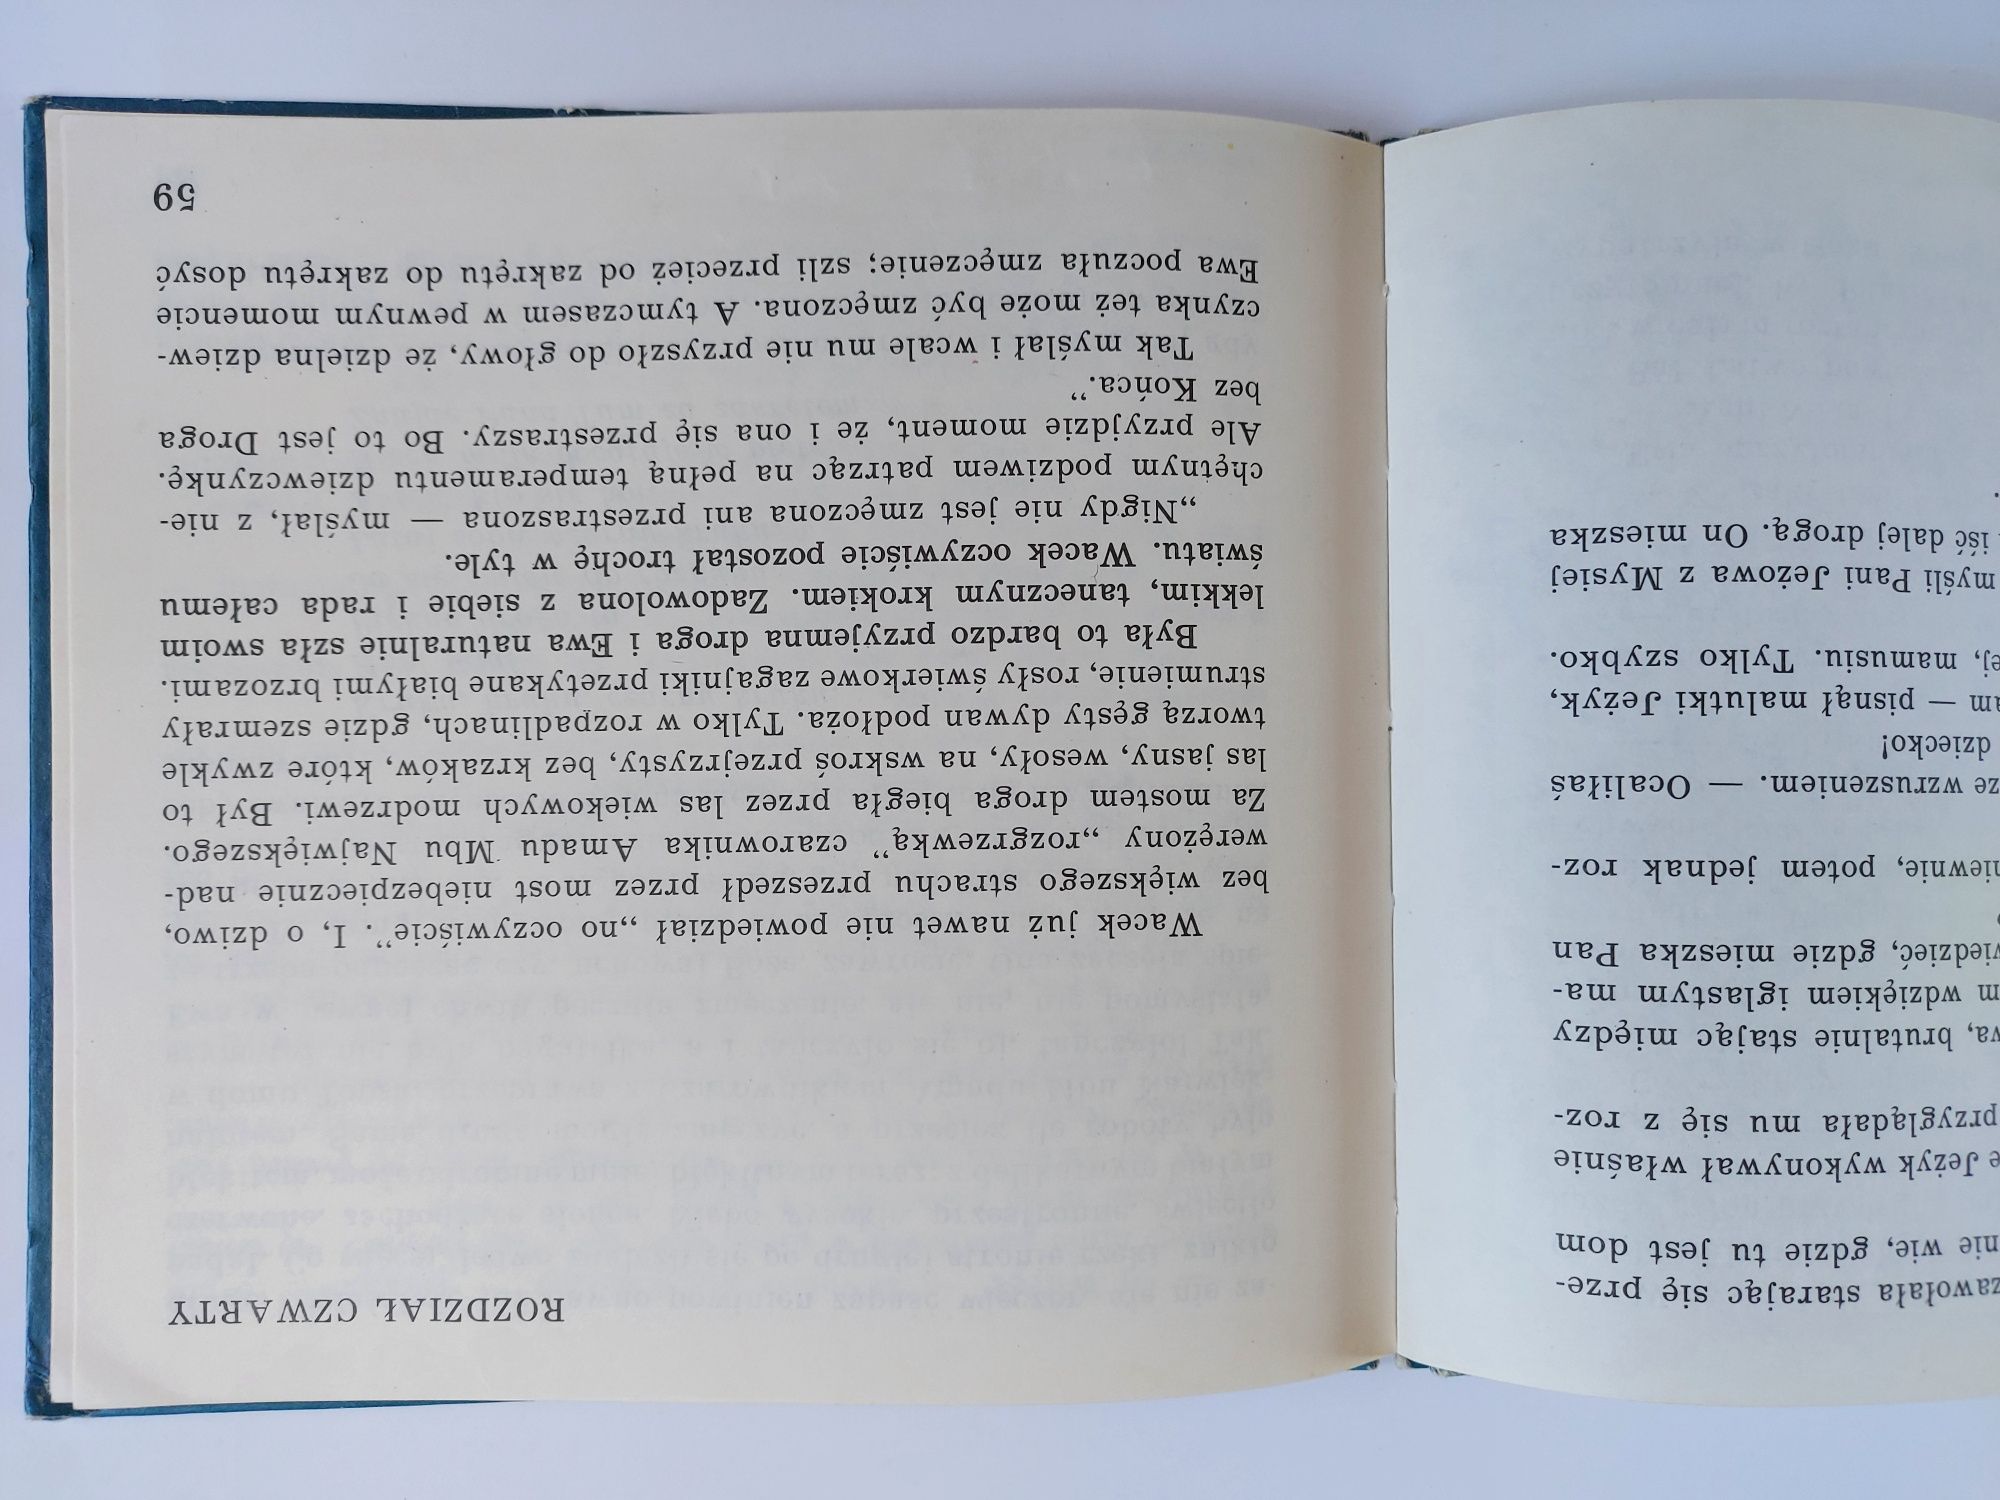 zawołała starając się prze-
nie wie, gdzie tu jest dom
Jeżyk wykonywał właśnie
przyglądała mu się z roz-
brutalnie stając między
wdziękiem iglastym ma-
gdzie mieszka Pan
potem jednak roz-
ze wzruszeniem. — Ocaliłaś
dziecko!
— pisnął malutki Jeżyk,
mamusiu. Tylko szybko.
myśli Pani Jeżowa z Mysiej
iść dalej drogą. On mieszka
ROZDZIAŁ CZWARTY
Wacek już nawet nie powiedział „no oczywiście”. I, o dziwo,
bez większego strachu przeszedł przez most niebezpiecznie nad-
werężony „rozgrzewką” czarownika Amadu Mbu Największego.
Za mostem droga biegła przez las wiekowych modrzewi. Był to
las jasny, wesoły, na wskroś przejrzysty, bez krzaków, które zwykle
tworzą gęsty dywan podłoża. Tylko w rozpadlinach, gdzie szemrały
strumienie, rosły świerkowe zagajniki przetykane białymi brzozami.
Była to bardzo przyjemna droga i Ewa naturalnie szła swoim
lekkim, tanecznym krokiem. Zadowolona z siebie i rada całemu
światu. Wacek oczywiście pozostał trochę w tyle.
„Nigdy nie jest zmęczona ani przestraszona — myślał, z nie-
chętnym podziwem patrząc na pełną temperamentu dziewczynkę.
Ale przyjdzie moment, że i ona się przestraszy. Bo to jest Droga
bez Końca.”
Tak myślał i wcale mu nie przyszło do głowy, że dzielna dziew-
czynka też może być zmęczona. A tymczasem w pewnym momencie
Ewa poczuła zmęczenie; szli przecież od zakrętu do zakrętu dosyć
59